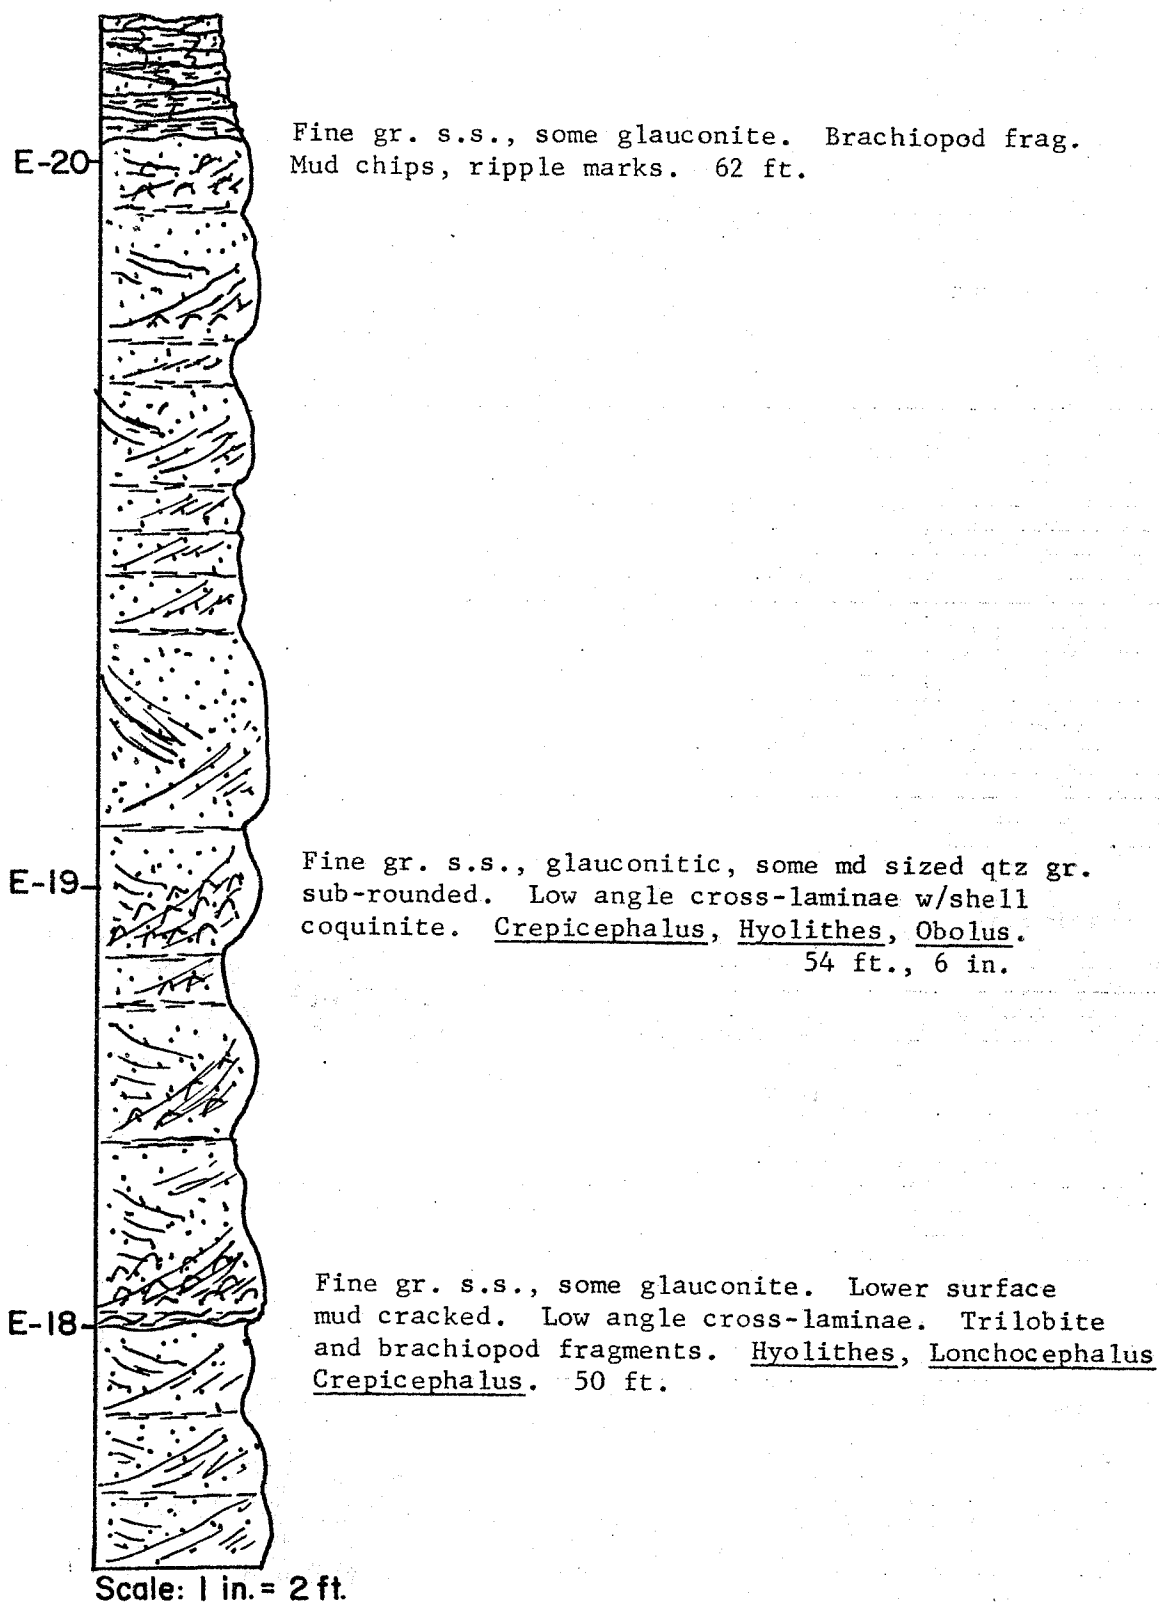 E-20
Fine gr. s.s., some glauconite. Brachiopod frag.
Mud chips, ripple marks. 62 ft.
E-19
Fine gr. s.s., glauconitic, some md sized qtz gr.
sub-rounded. Low angle cross-laminae w/shell
coquinite. Crepicephalus, Hyolithes, Obolus.
54 ft., 6 in.
E-18
Fine gr. s.s., some glauconite. Lower surface
mud cracked. Low angle cross-laminae. Trilobite
and brachiopod fragments. Hyolithes, Lonchocephalus
Crepicephalus. 50 ft.
Scale: 1 in. = 2 ft.